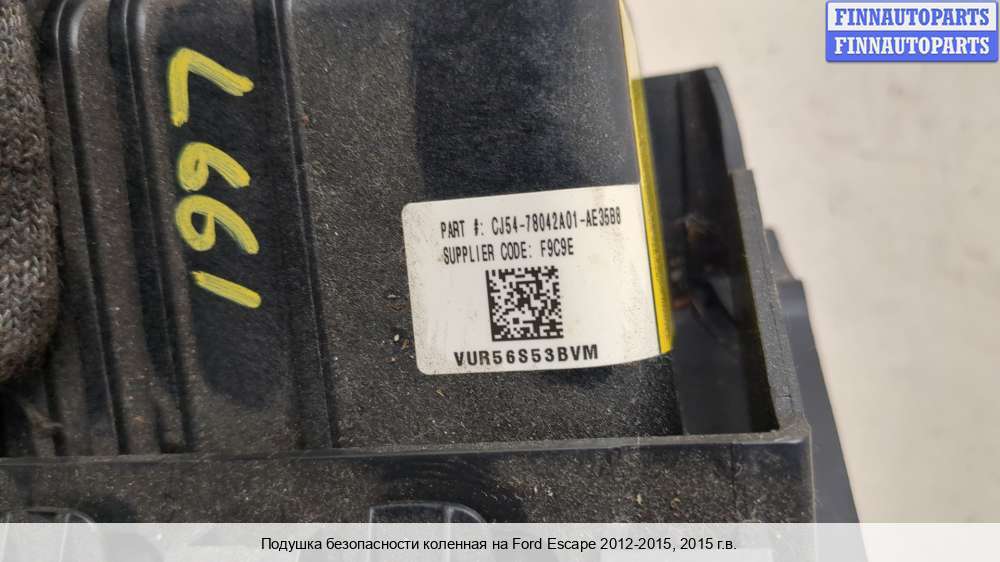 FINNAUTOPARTS
FINNAUTOPARTS
L991
PART #: CJ54-78042A01-AE35B8
SUPPLIER CODE: F9C9E
VUR56S53BVM
Подушка безопасности коленная на Ford Escape 2012-2015, 2015 г.в.